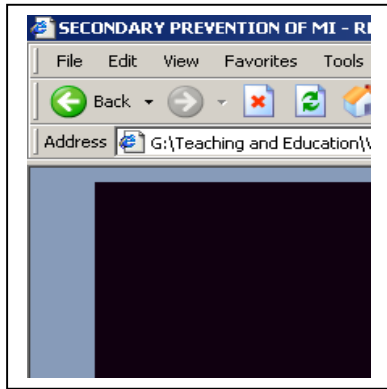 SECONDARY PREVENTION OF MI - R
File Edit View Favorites Tools
Back
Address G:\Teaching and Education\